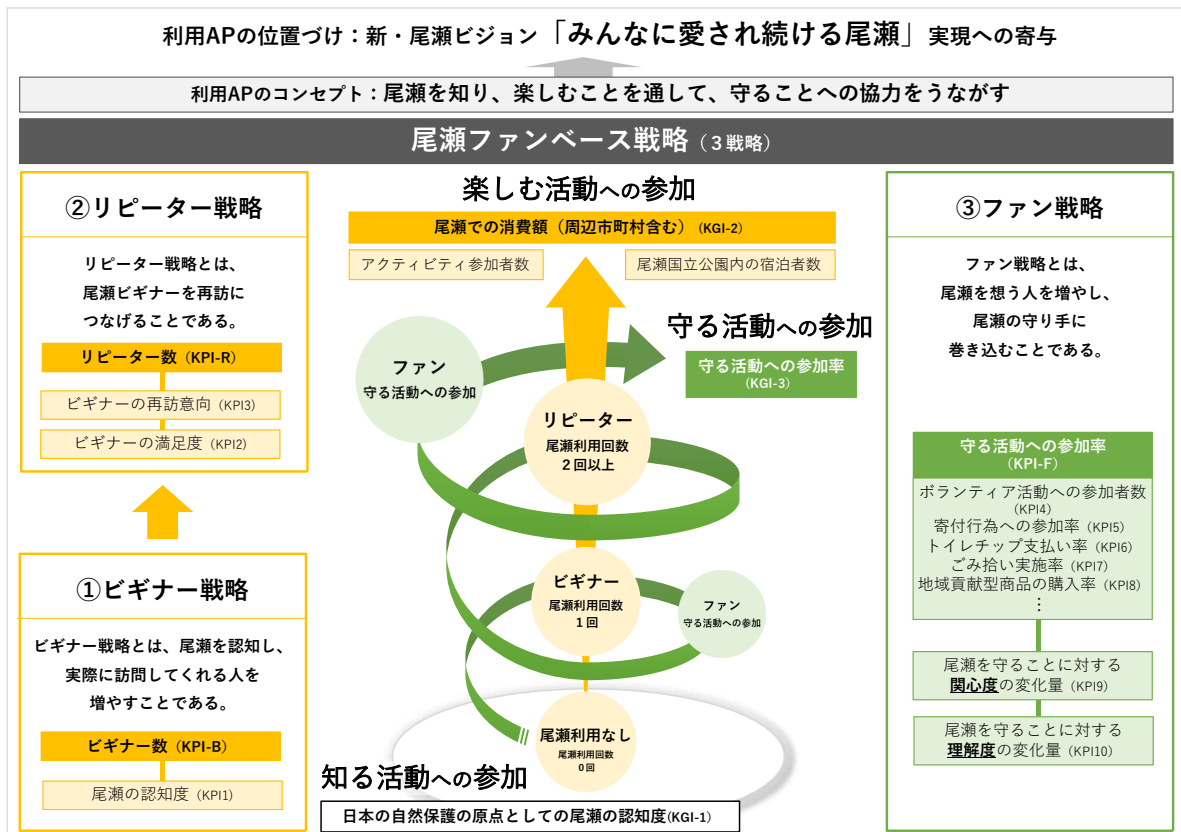 利用APの位置づけ：新・尾瀬ビジョン「みんなに愛され続ける尾瀬」実現への寄与
利用APのコンセプト：尾瀬を知り、楽しむことを通して、守ることへの協力をうながす
尾瀬ファンベース戦略（３戦略）
②リピーター戦略
リピーター戦略とは、
尾瀬ビギナーを再訪に
つなげることである。
リピーター数（KPI-R）
ビギナーの再訪意向（KPI3）
ビギナーの満足度（KPI2）
①ビギナー戦略
ビギナー戦略とは、尾瀬を認知し、
実際に訪問してくれる人を
増やすことである。
ビギナー数（KPI-B）
尾瀬の認知度（KPI1）
楽しむ活動への参加
尾瀬での消費額（周辺市町村含む）（KGI-2）
アクティビティ参加者数
尾瀬国立公園内の宿泊者数
守る活動への参加
守る活動への参加率
（KGI-3）
ファン
守る活動への参加
リピーター
尾瀬利用回数
２回以上
ビギナー
尾瀬利用回数
１回
ファン
守る活動への参加
尾瀬利用なし
尾瀬利用回数
０回
知る活動への参加
日本の自然保護の原点としての尾瀬の認知度(KGI-1)
③ファン戦略
ファン戦略とは、
尾瀬を想う人を増やし、
尾瀬の守り手に
巻き込むことである。
守る活動への参加率
（KPI-F）
ボランティア活動への参加者数
（KPI4）
寄付行為への参加率（KPI5）
トイレチップ支払い率（KPI6）
ごみ拾い実施率（KPI7）
地域貢献型商品の購入率（KPI8）
⋮
尾瀬を守ることに対する
関心度の変化量（KPI9）
尾瀬を守ることに対する
理解度の変化量（KPI10）